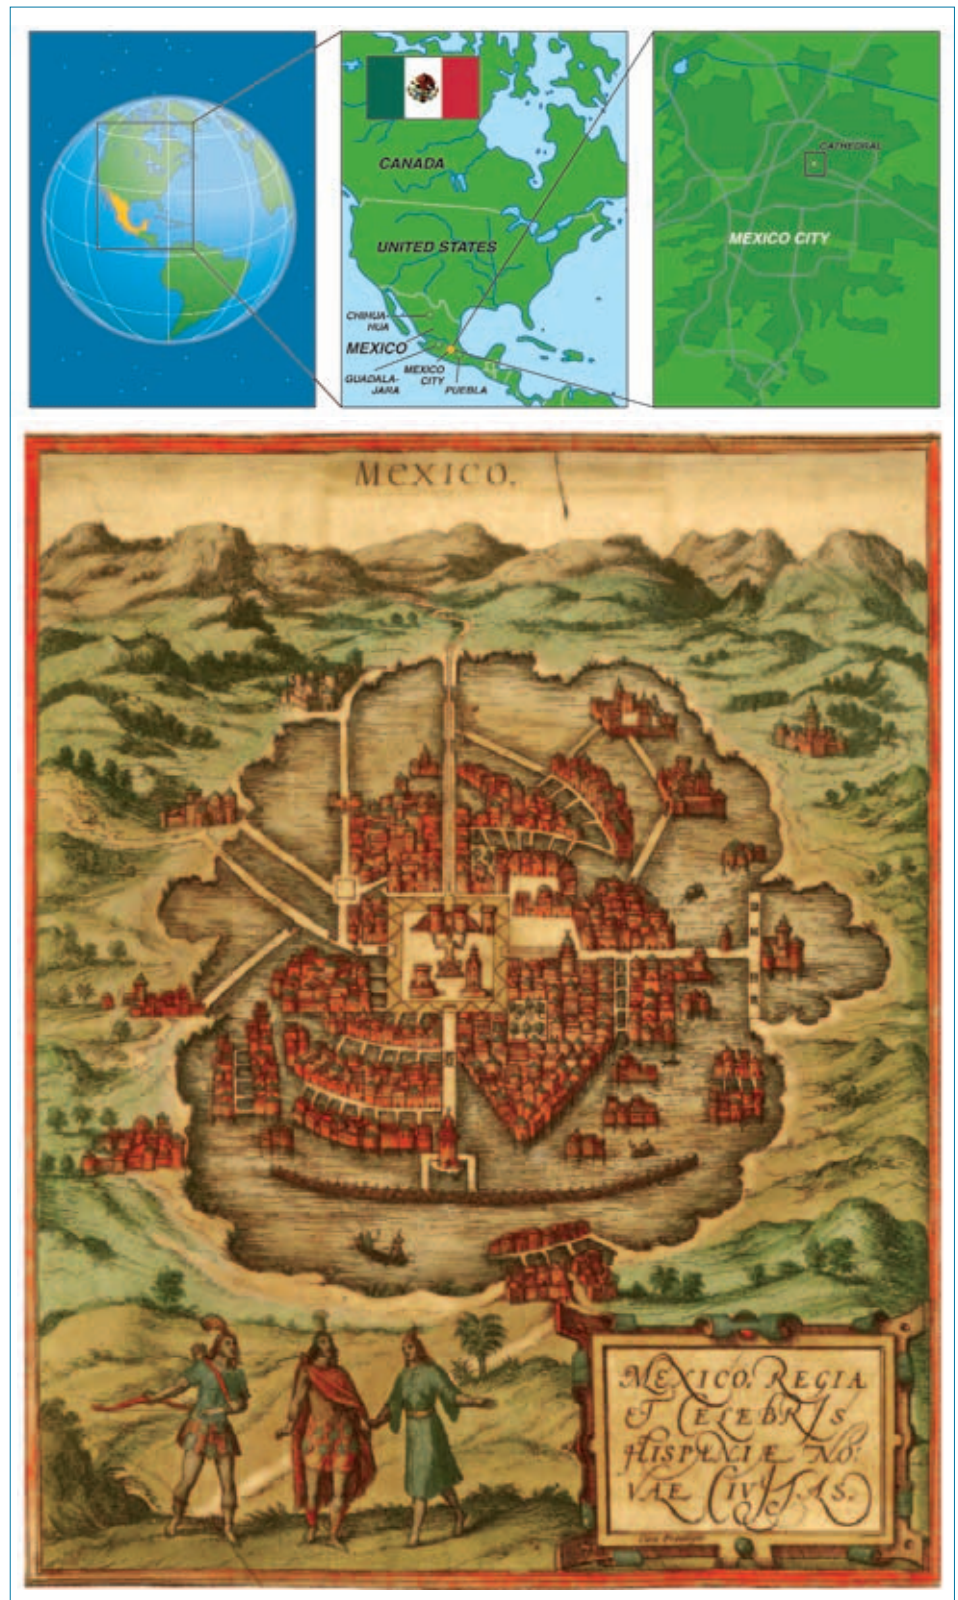 CANADA
UNITED STATES
CHIHUA-
HUA
MEXICO
GUADALA-
JARA
MEXICO
CITY
PUEBLA
CATHEDRAL
MEXICO CITY
MEXICO.
MEXICO, REGIA
ET CELEBRIS
HISPANIÆ NO-
VAE CIVITAS.